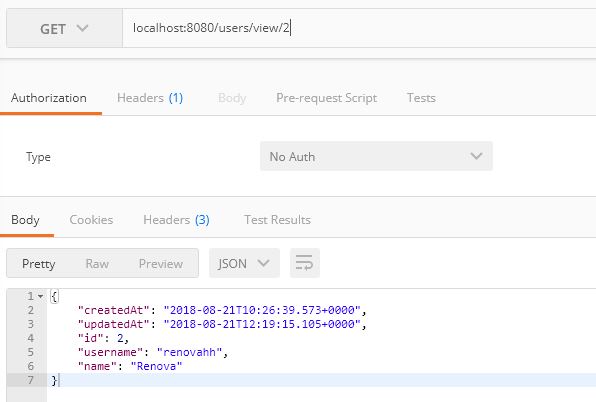 GET localhost:8080/users/view/2
Authorization Headers (1) Body Pre-request Script Tests
Type No Auth
Body Cookies Headers (3) Test Results
Pretty Raw Preview JSON
1 {
2 "createdAt": "2018-08-21T10:26:39.573+0000",
3 "updatedAt": "2018-08-21T12:19:15.105+0000",
4 "id": 2,
5 "username": "renovahh",
6 "name": "Renova"
7 }